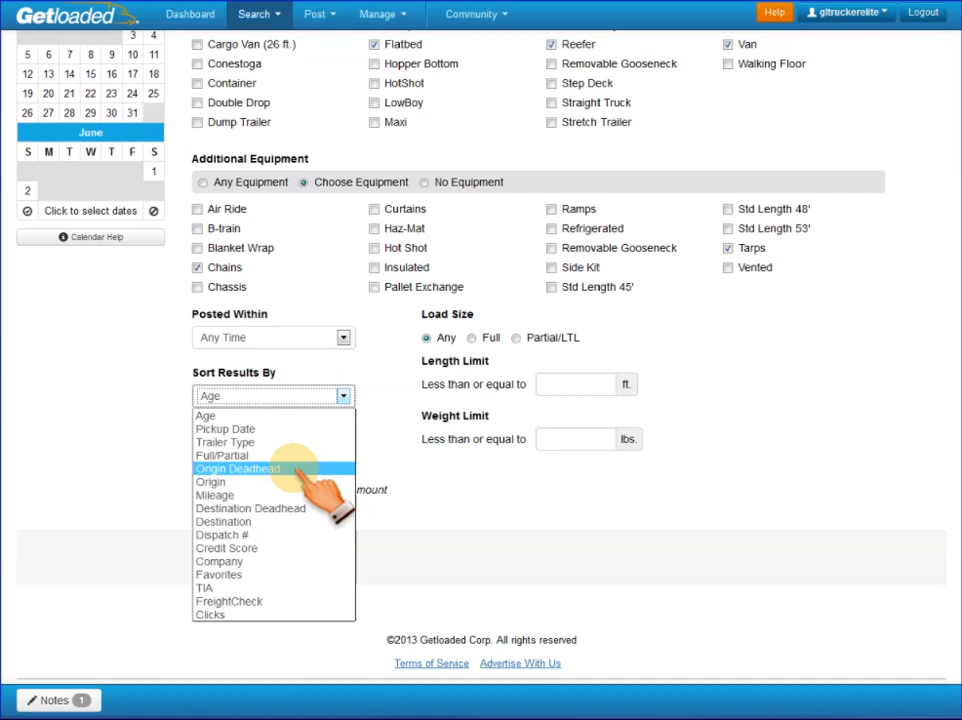 Getloaded.
Dashboard Search Post Manage Community Help gltruckerelite Logout
3 4
5 6 7 8 9 10 11
12 13 14 15 16 17 18
19 20 21 22 23 24 25
26 27 28 29 30 31
June
S M T W T F S
1
2
Click to select dates
Calendar Help
Cargo Van (26 ft.) Flatbed Reefer Van
Conestoga Hopper Bottom Removable Gooseneck Walking Floor
Container HotShot Step Deck
Double Drop LowBoy Straight Truck
Dump Trailer Maxi Stretch Trailer
Additional Equipment
Any Equipment Choose Equipment No Equipment
Air Ride Curtains Ramps Std Length 48'
B-train Haz-Mat Refrigerated Std Length 53'
Blanket Wrap Hot Shot Removable Gooseneck Tarps
Chains Insulated Side Kit Vented
Chassis Pallet Exchange Std Length 45'
Posted Within Load Size
Any Time Any Full Partial/LTL
Length Limit
Sort Results By
Less than or equal to ft.
Age
Weight Limit
Less than or equal to lbs.
Age
Pickup Date
Trailer Type
Full/Partial
Origin Deadhead
Origin
Mileage
Destination Deadhead
Destination
Dispatch #
Credit Score
Company
Favorites
TIA
FreightCheck
Clicks
mount
©2013 Getloaded Corp. All rights reserved
Terms of Service Advertise With Us
Notes 1